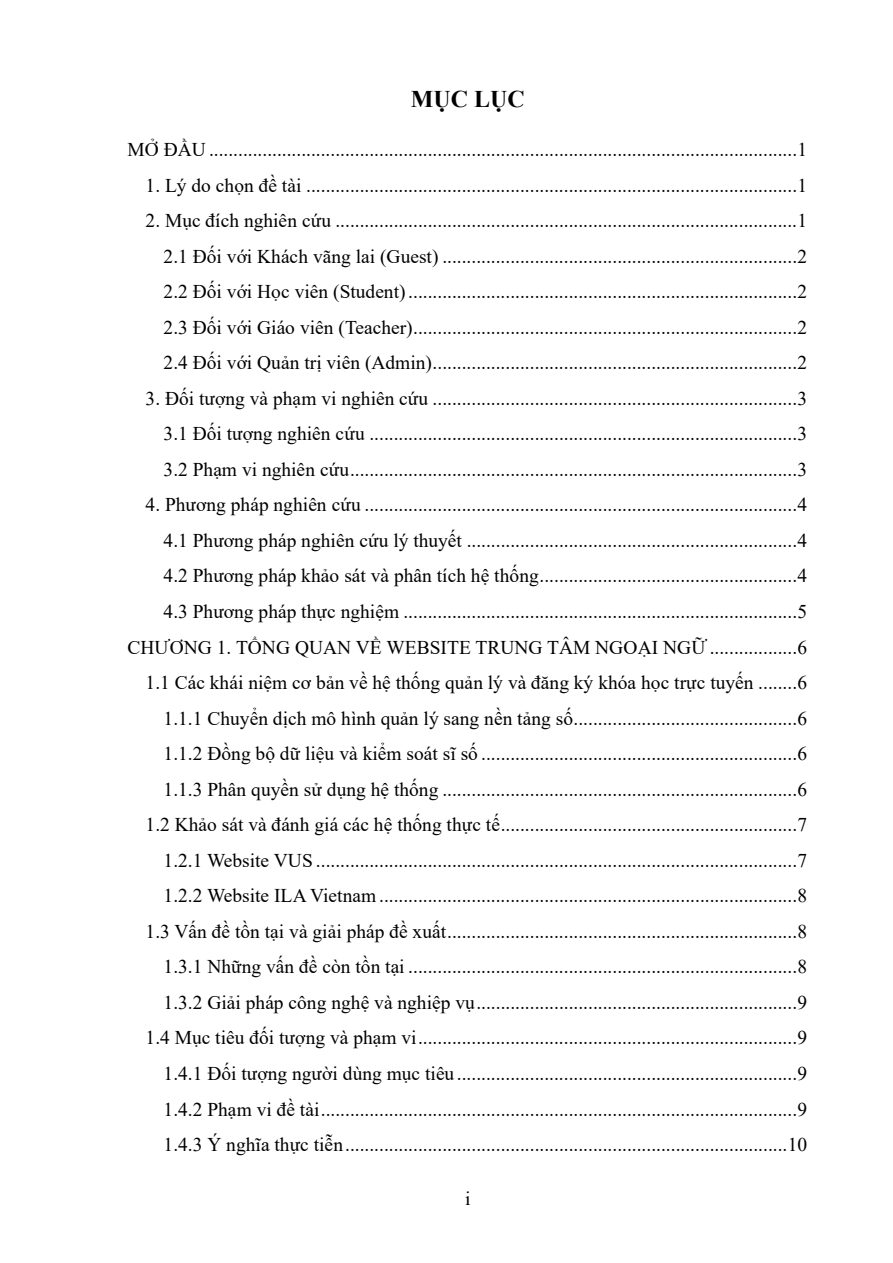 MỤC LỤC
MỞ ĐẦU ........................................................................................................................1
1. Lý do chọn đề tài .....................................................................................................1
2. Mục đích nghiên cứu ...............................................................................................1
2.1 Đối với Khách vãng lai (Guest) .........................................................................2
2.2 Đối với Học viên (Student) ................................................................................2
2.3 Đối với Giáo viên (Teacher)...............................................................................2
2.4 Đối với Quản trị viên (Admin)...........................................................................2
3. Đối tượng và phạm vi nghiên cứu ...........................................................................3
3.1 Đối tượng nghiên cứu ........................................................................................3
3.2 Phạm vi nghiên cứu............................................................................................3
4. Phương pháp nghiên cứu .........................................................................................4
4.1 Phương pháp nghiên cứu lý thuyết ....................................................................4
4.2 Phương pháp khảo sát và phân tích hệ thống.....................................................4
4.3 Phương pháp thực nghiệm .................................................................................5
CHƯƠNG 1. TỔNG QUAN VỀ WEBSITE TRUNG TÂM NGOẠI NGỮ ..................6
1.1 Các khái niệm cơ bản về hệ thống quản lý và đăng ký khóa học trực tuyến ........6
1.1.1 Chuyển dịch mô hình quản lý sang nền tảng số..............................................6
1.1.2 Đồng bộ dữ liệu và kiểm soát sĩ số .................................................................6
1.1.3 Phân quyền sử dụng hệ thống .........................................................................6
1.2 Khảo sát và đánh giá các hệ thống thực tế.............................................................7
1.2.1 Website VUS ...................................................................................................7
1.2.2 Website ILA Vietnam ......................................................................................8
1.3 Vấn đề tồn tại và giải pháp đề xuất........................................................................8
1.3.1 Những vấn đề còn tồn tại ................................................................................8
1.3.2 Giải pháp công nghệ và nghiệp vụ..................................................................9
1.4 Mục tiêu đối tượng và phạm vi..............................................................................9
1.4.1 Đối tượng người dùng mục tiêu ......................................................................9
1.4.2 Phạm vi đề tài..................................................................................................9
1.4.3 Ý nghĩa thực tiễn...........................................................................................10
i